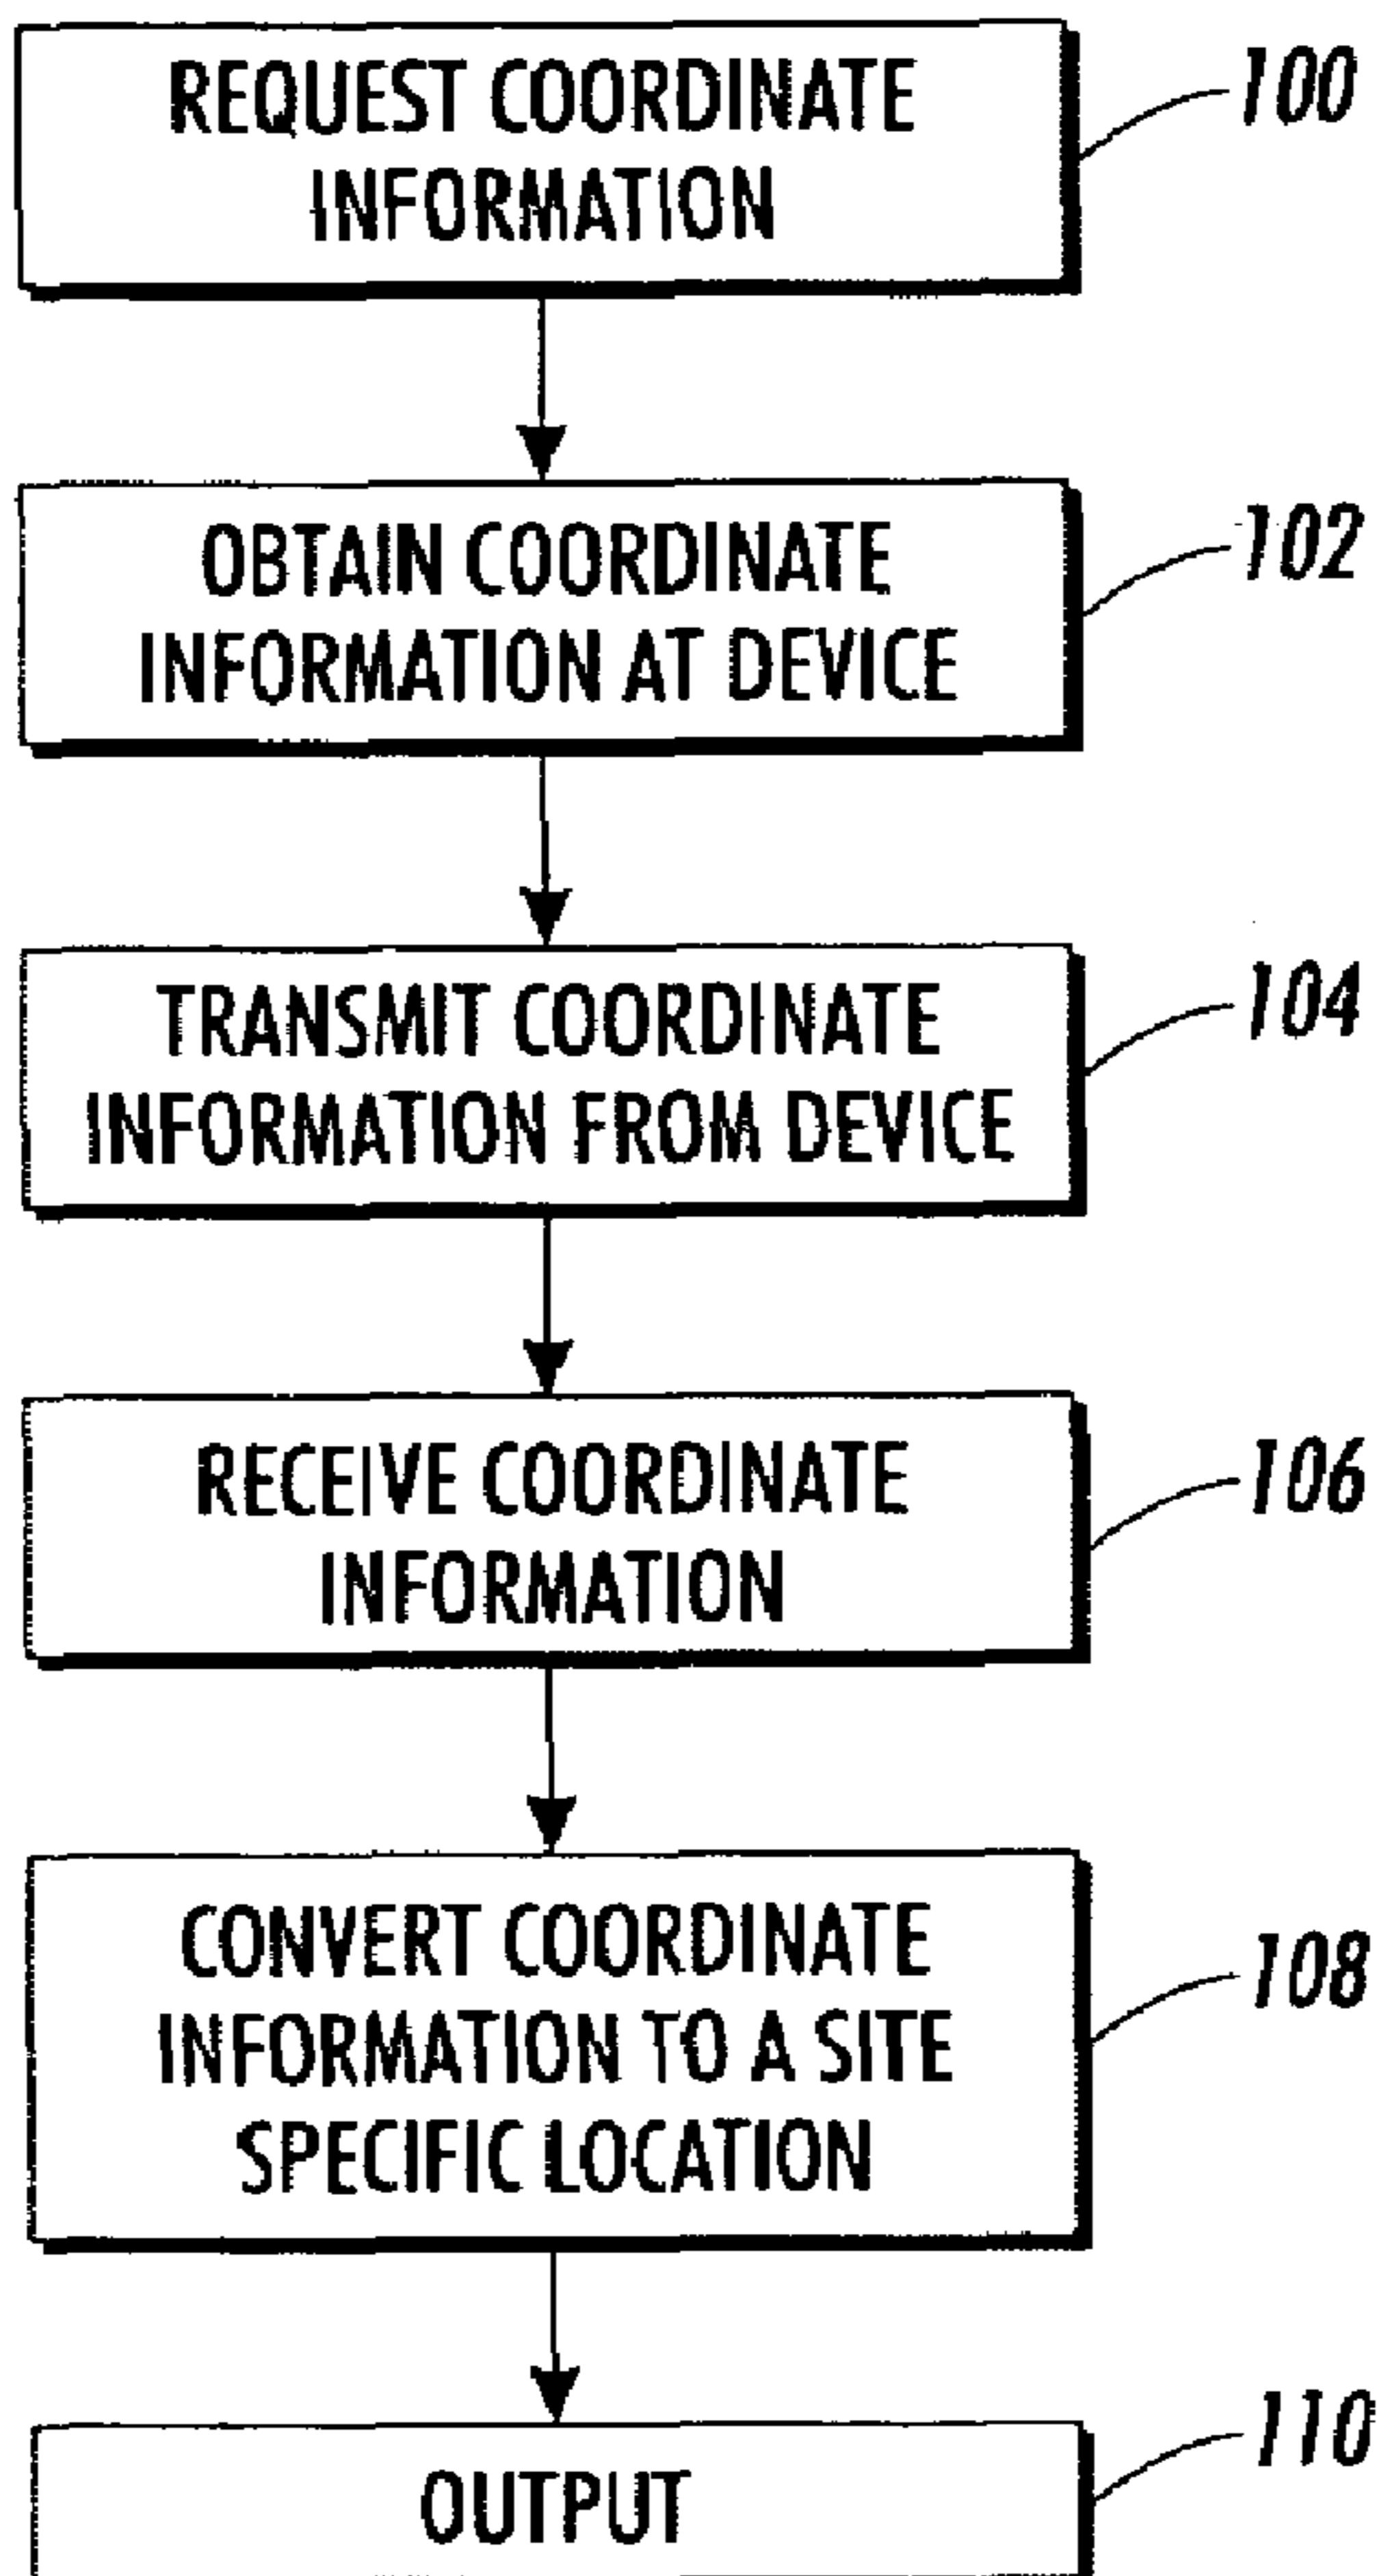 REQUEST COORDINATE
INFORMATION
100
OBTAIN COORDINATE
INFORMATION AT DEVICE
102
TRANSMIT COORDINATE
INFORMATION FROM DEVICE
104
RECEIVE COORDINATE
INFORMATION
106
CONVERT COORDINATE
INFORMATION TO A SITE
SPECIFIC LOCATION
108
OUTPUT
110